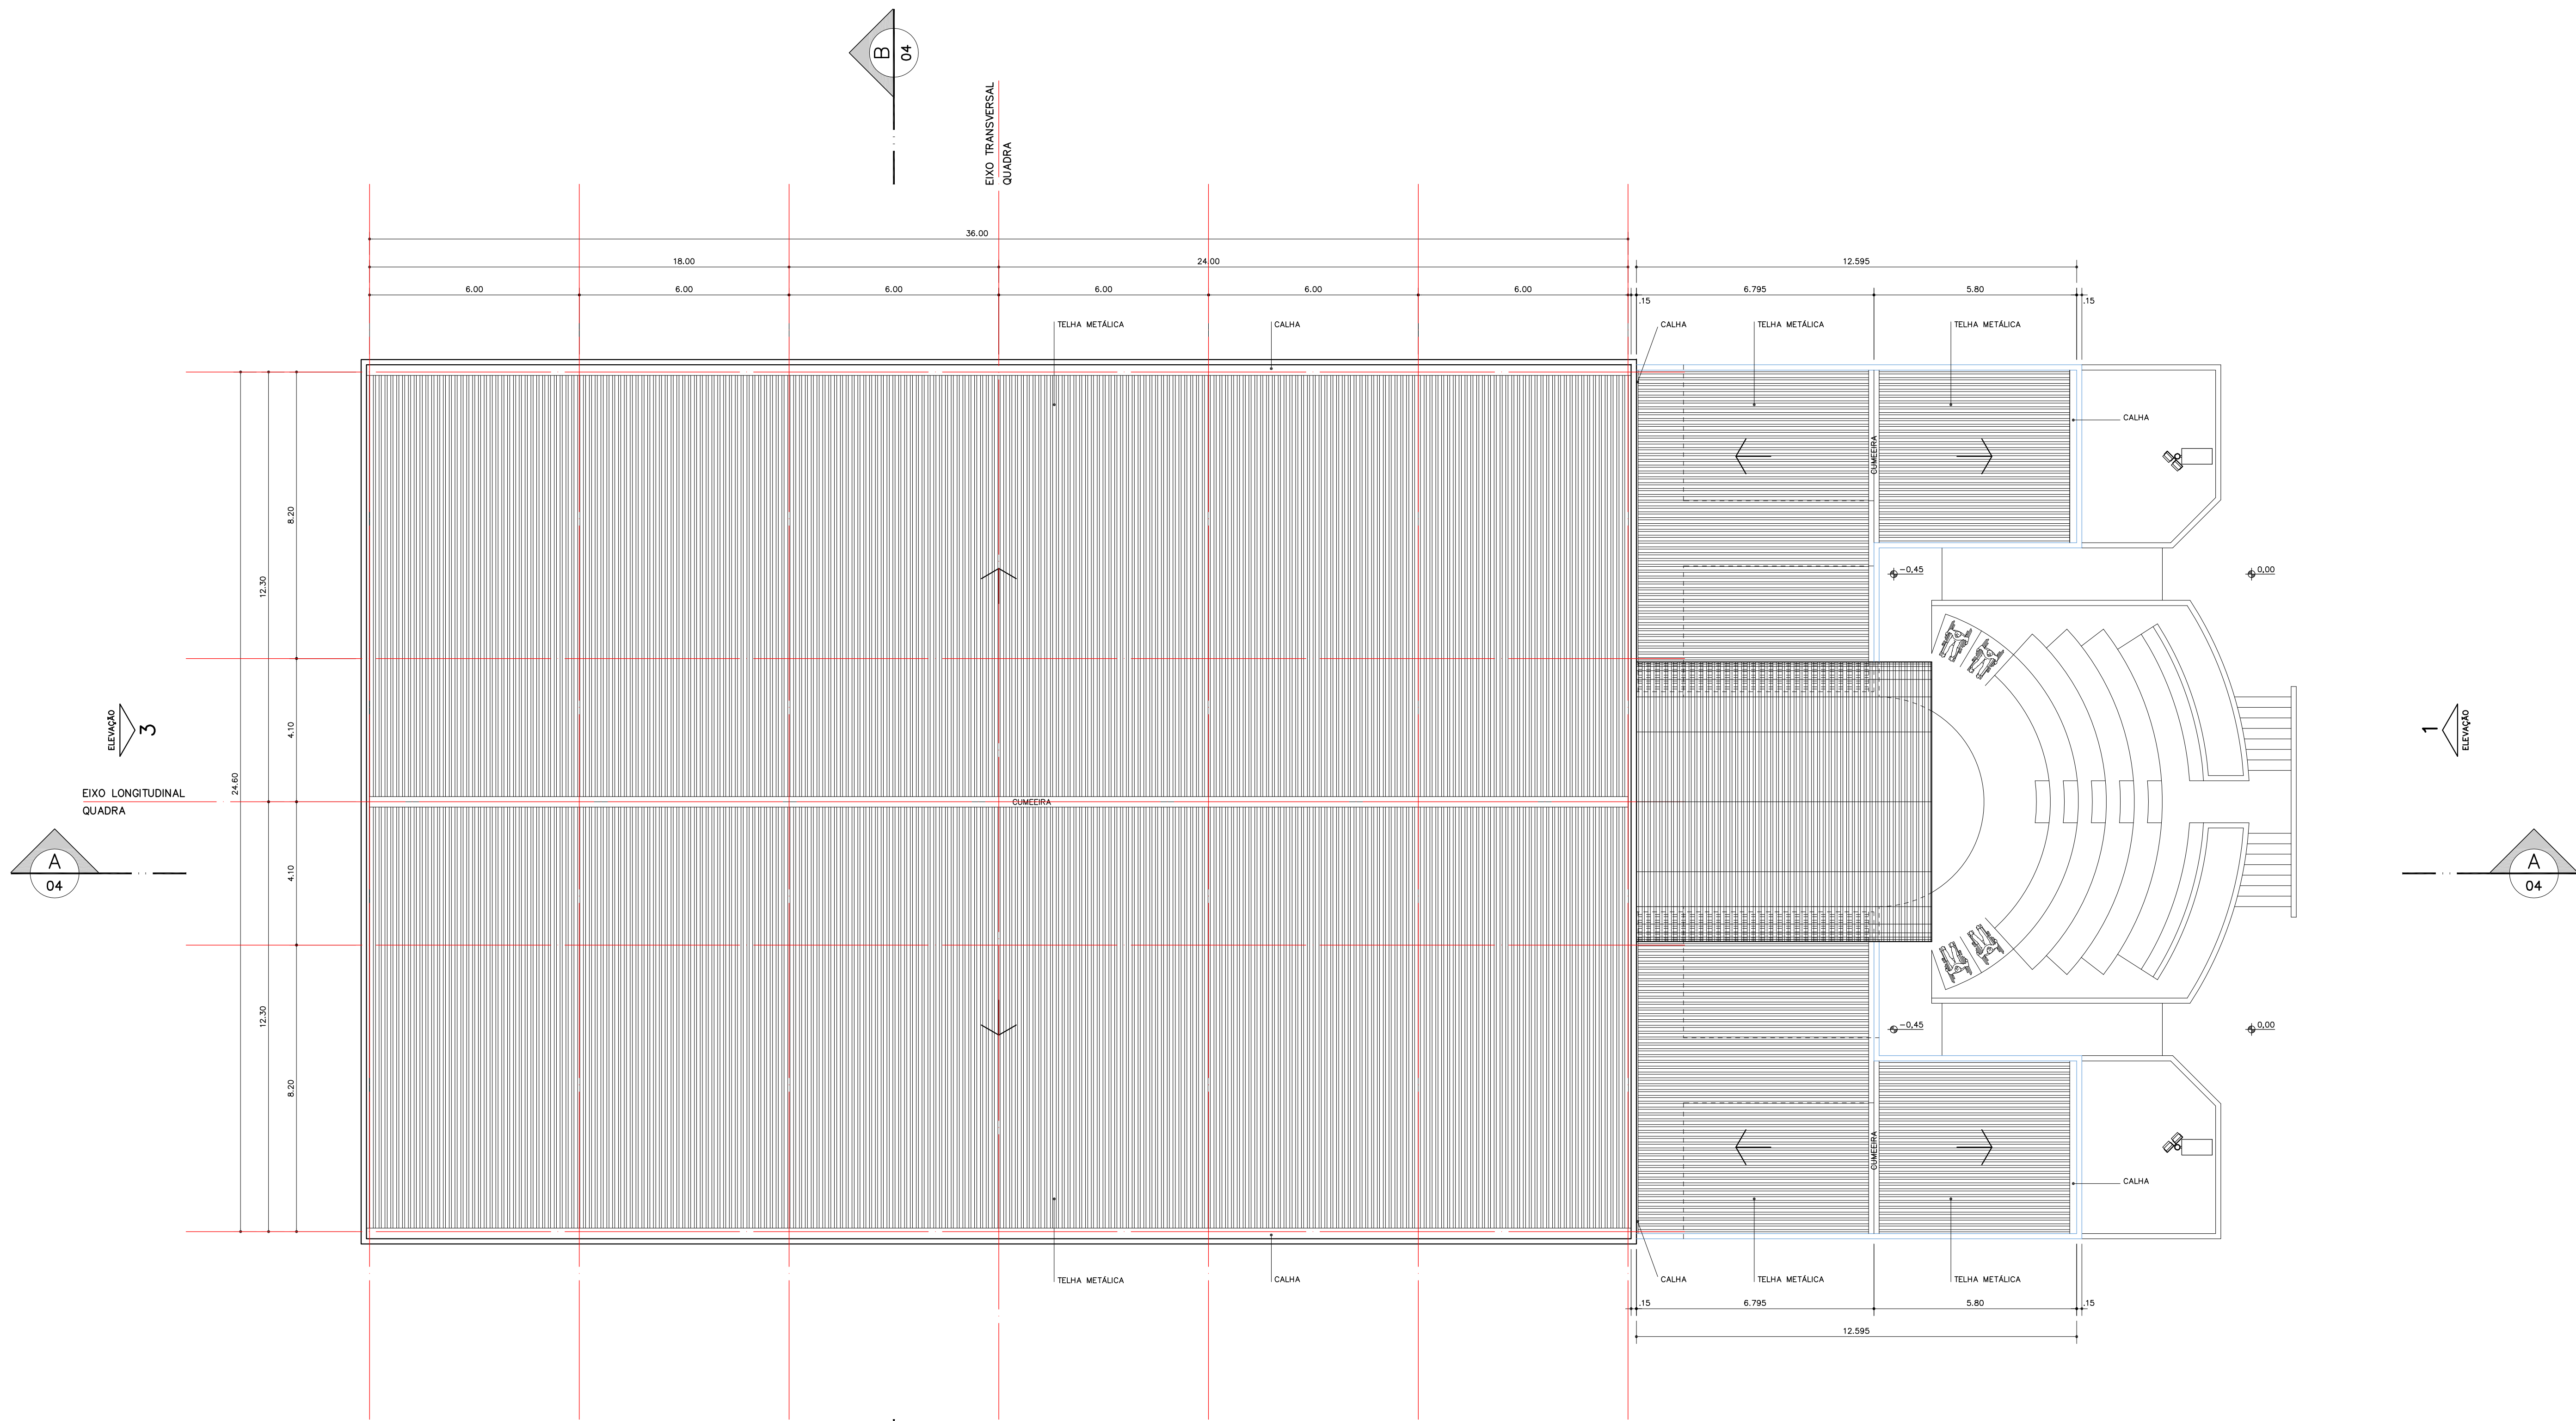 B
04
EIXO TRANSVERSAL
QUADRA
36.00
18.00
24.00
12.595
6.00
6.00
6.00
6.00
6.00
6.00
.15
6.795
5.80
.15
TELHA METÁLICA
CALHA
CALHA
TELHA METÁLICA
TELHA METÁLICA
CALHA
CUMEEIRA
8.20
12.30
-0,45
0,00
ELEVAÇÃO
3
4.10
1
ELEVAÇÃO
24.60
EIXO LONGITUDINAL
QUADRA
CUMEEIRA
A
04
4.10
A
04
12.30
8.20
-0,45
0,00
CUMEEIRA
CALHA
TELHA METÁLICA
CALHA
CALHA
TELHA METÁLICA
TELHA METÁLICA
.15
6.795
5.80
.15
12.595